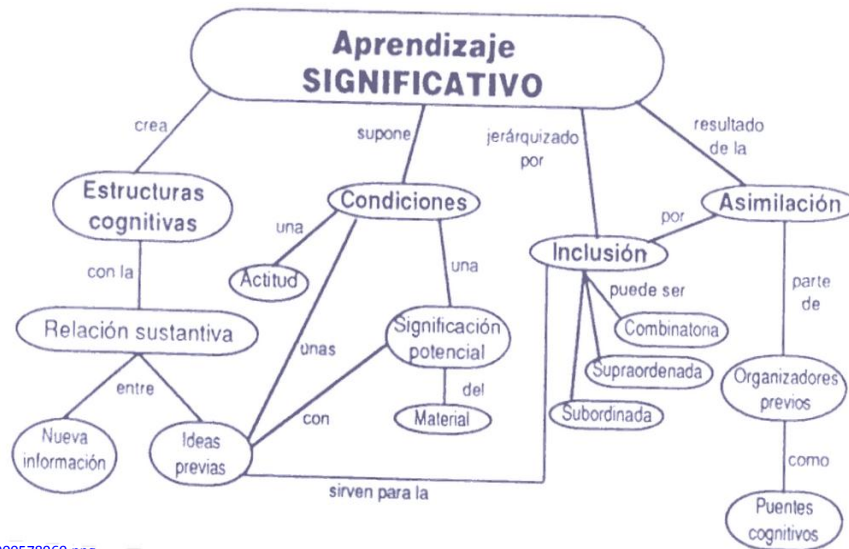 Aprendizaje
SIGNIFICATIVO
crea
supone
jerárquizado
por
resultado
de la
Estructuras
cognitivas
Condiciones
Asimilación
una
por
Inclusión
con la
Actitud
una
puede ser
parte
de
Relación sustantiva
únas
Significación
potencial
Combinatoria
Supraordenada
entre
con
del
Material
Subordinada
Organizadores
previos
Nueva
información
Ideas
previas
sirven para la
como
Puentes
cognitivos